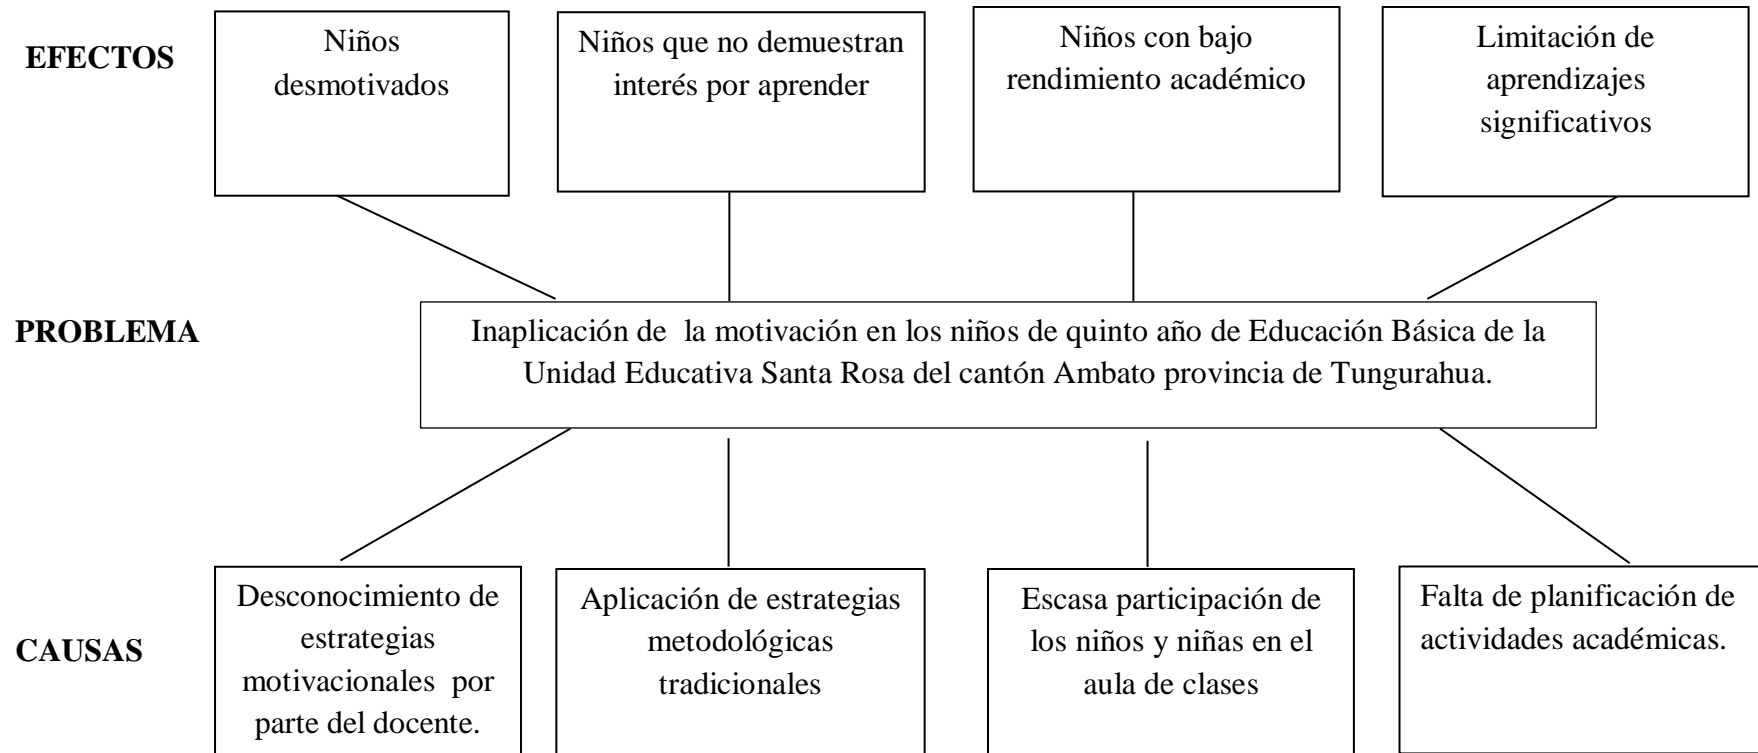 EFECTOS
Niños
desmotivados
Niños que no demuestran
interés por aprender
Niños con bajo
rendimiento académico
Limitación de
aprendizajes
significativos
PROBLEMA
Inaplicación de  la motivación en los niños de quinto año de Educación Básica de la
Unidad Educativa Santa Rosa del cantón Ambato provincia de Tungurahua.
CAUSAS
Desconocimiento de
estrategias
motivacionales  por
parte del docente.
Aplicación de estrategias
metodológicas
tradicionales
Escasa participación de
los niños y niñas en el
aula de clases
Falta de planificación de
actividades académicas.